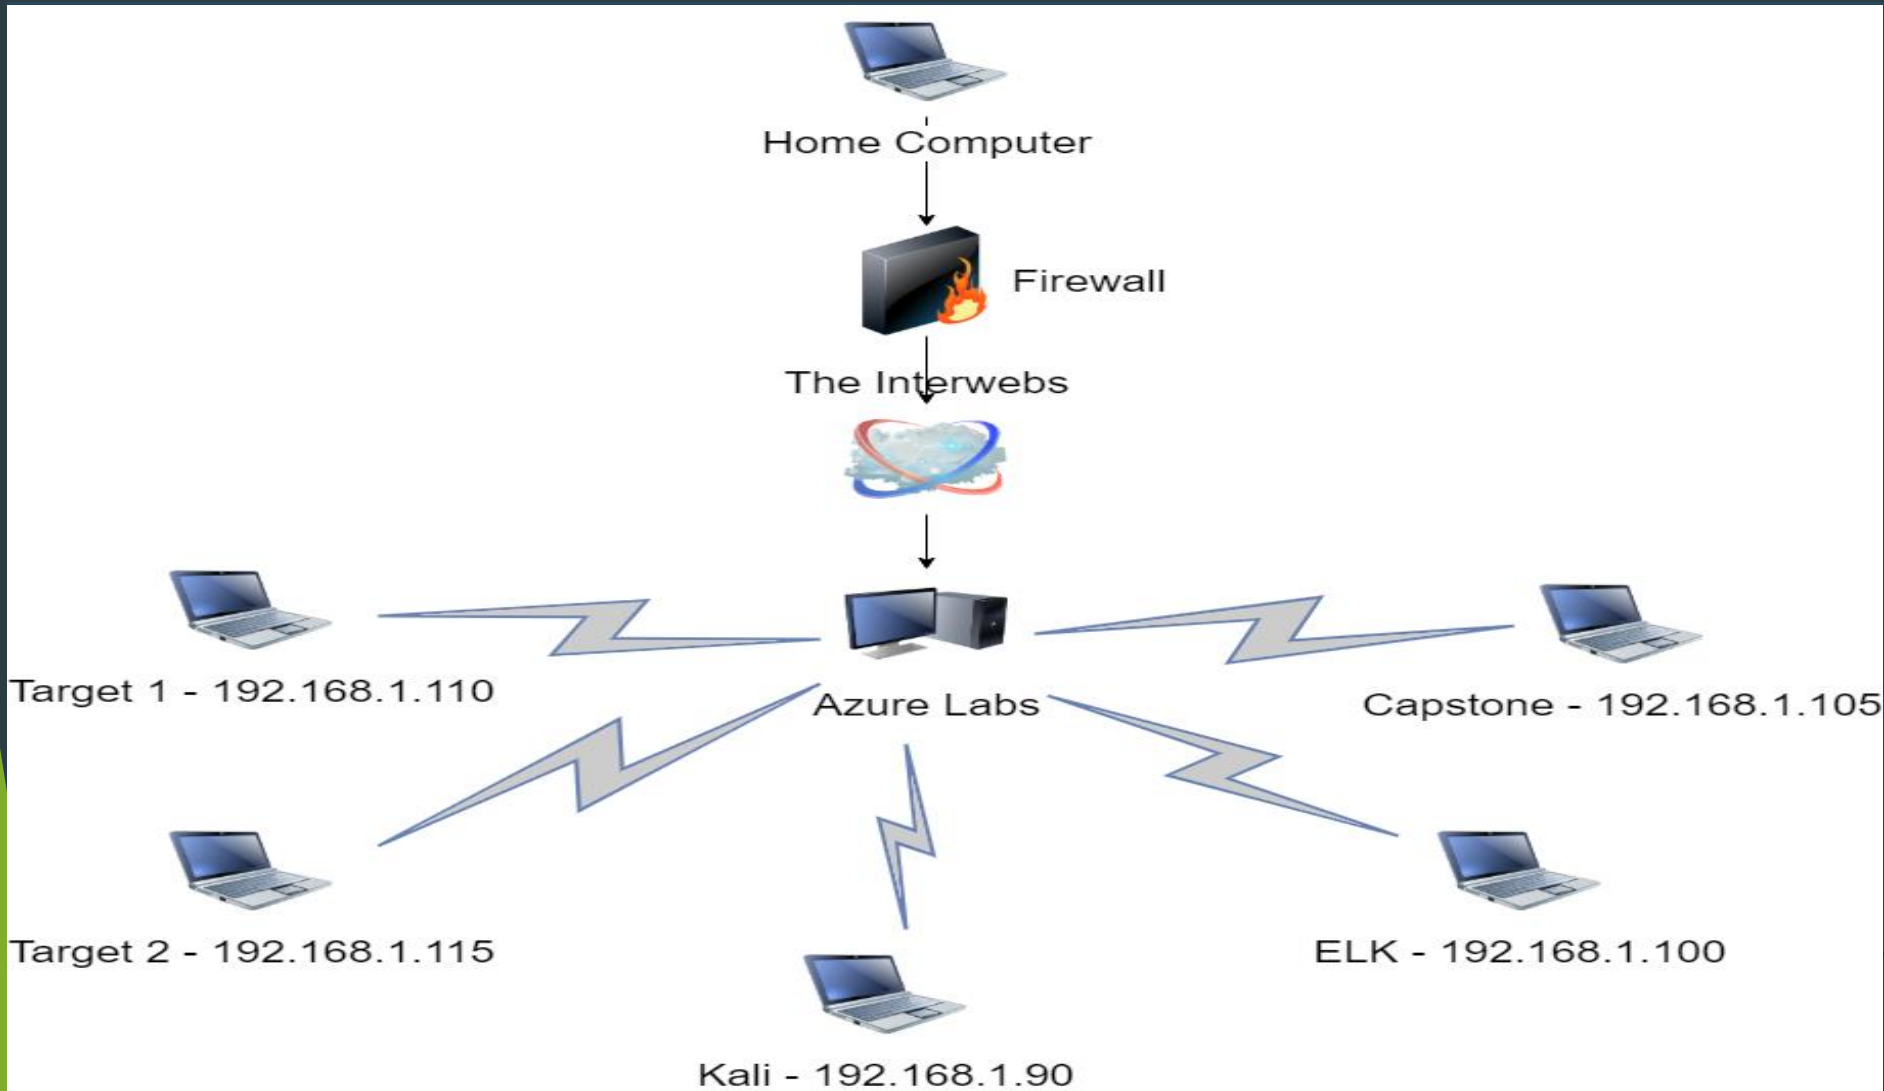 Home Computer
Firewall
The Interwebs
Target 1 - 192.168.1.110
Azure Labs
Capstone - 192.168.1.105
Target 2 - 192.168.1.115
ELK - 192.168.1.100
Kali - 192.168.1.90